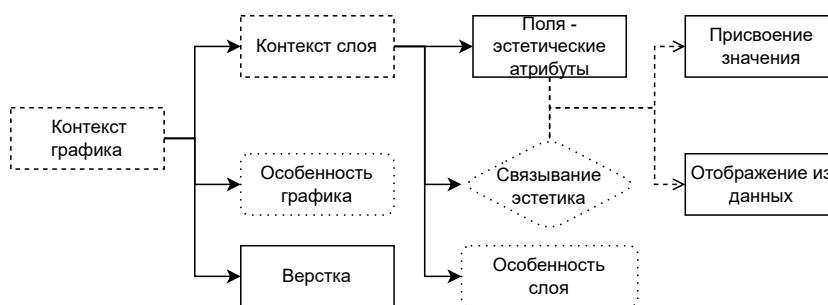 Контекст
графика
Контекст слоя
Особенность
графика
Верстка
Поля -
эстетические
атрибуты
Связывание
эстетика
Особенность
слоя
Присвоение
значения
Отображение из
данных